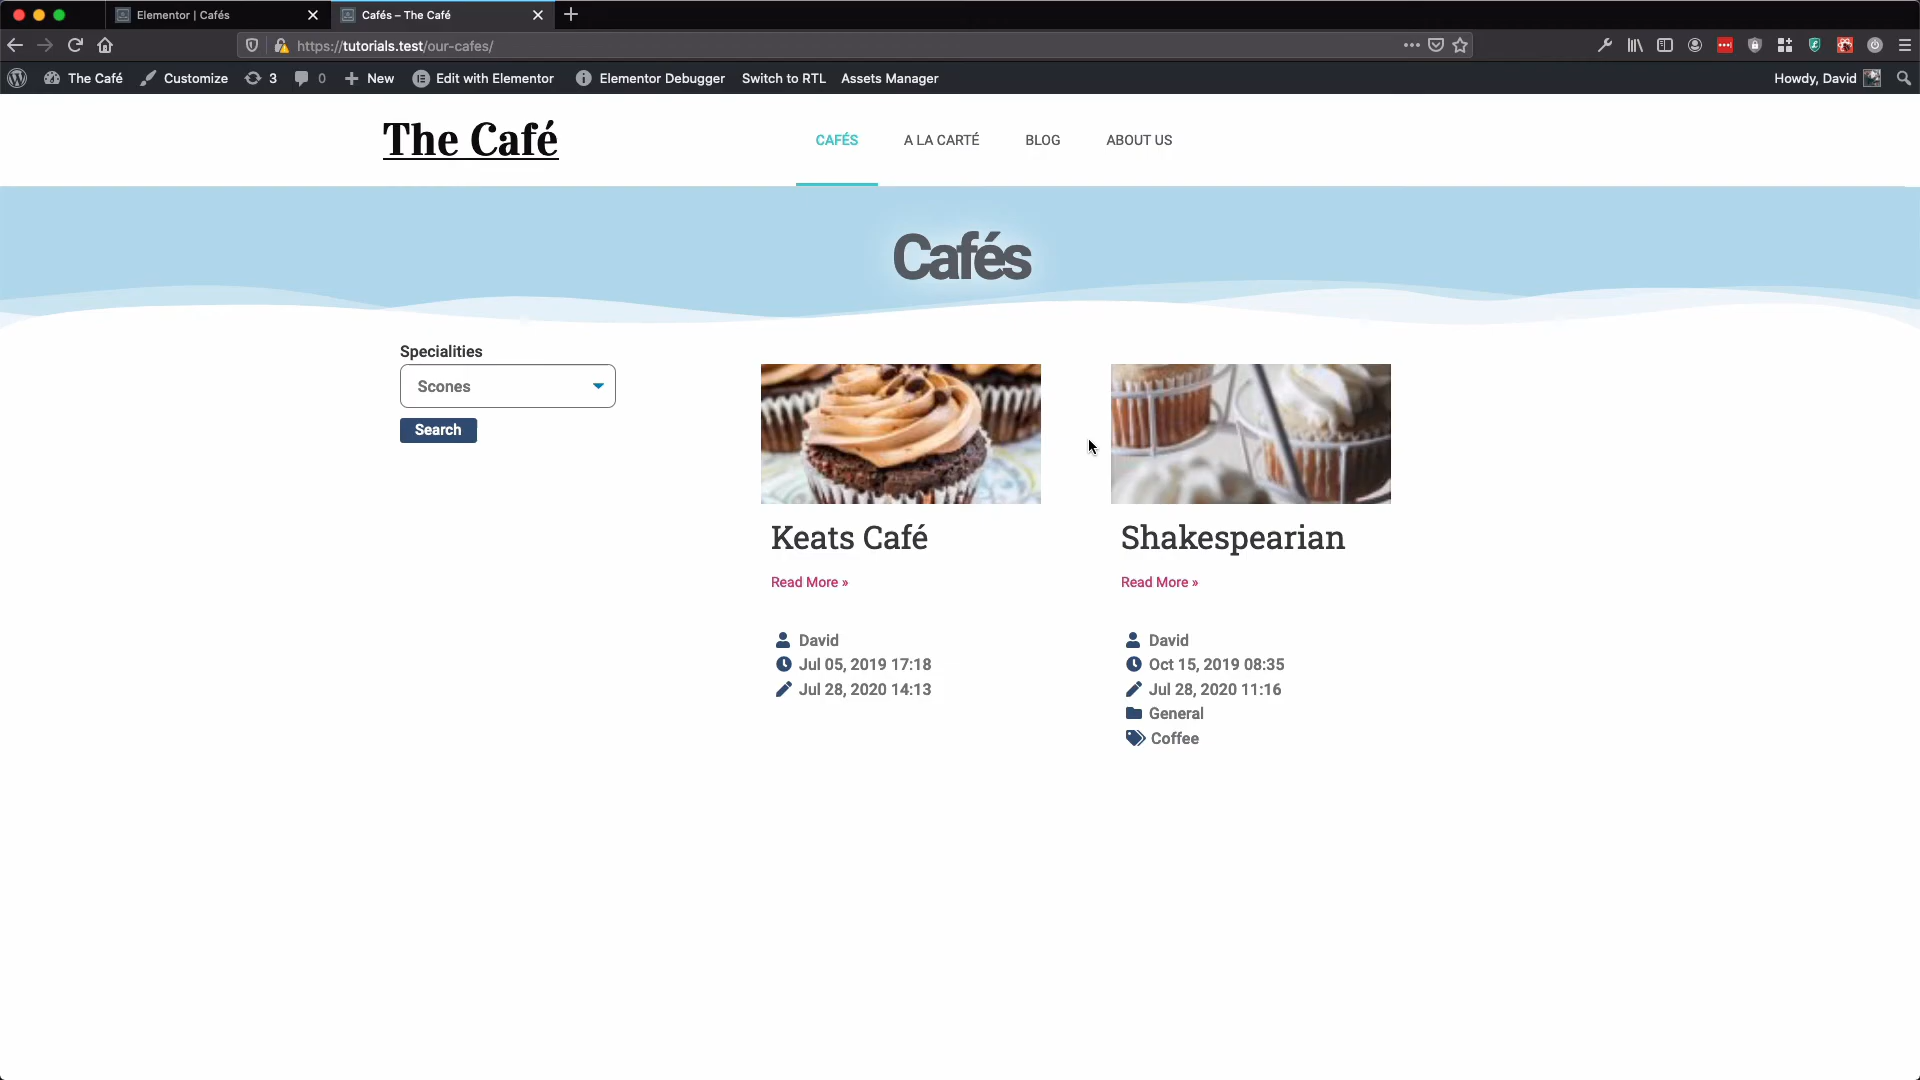 Elementor | Cafés
Cafés – The Café
https://tutorials.test/our-cafes/
The Café
Customize
3
0
New
Edit with Elementor
Elementor Debugger
Switch to RTL
Assets Manager
Howdy, David
The Café
CAFÉS
A LA CARTÉ
BLOG
ABOUT US
Cafés
Specialities
Scones
Search
Keats Café
Read More »
David
Jul 05, 2019 17:18
Jul 28, 2020 14:13
Shakespearian
Read More »
David
Oct 15, 2019 08:35
Jul 28, 2020 11:16
General
Coffee